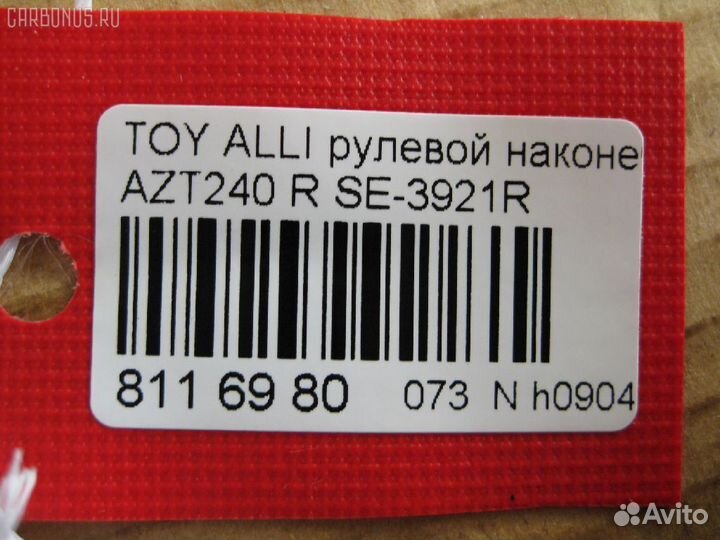 CARBONUS.RU
TOY ALLI рулевой наконе
AZT240 R SE-3921R
811 69 80 073 N h0904
Avito